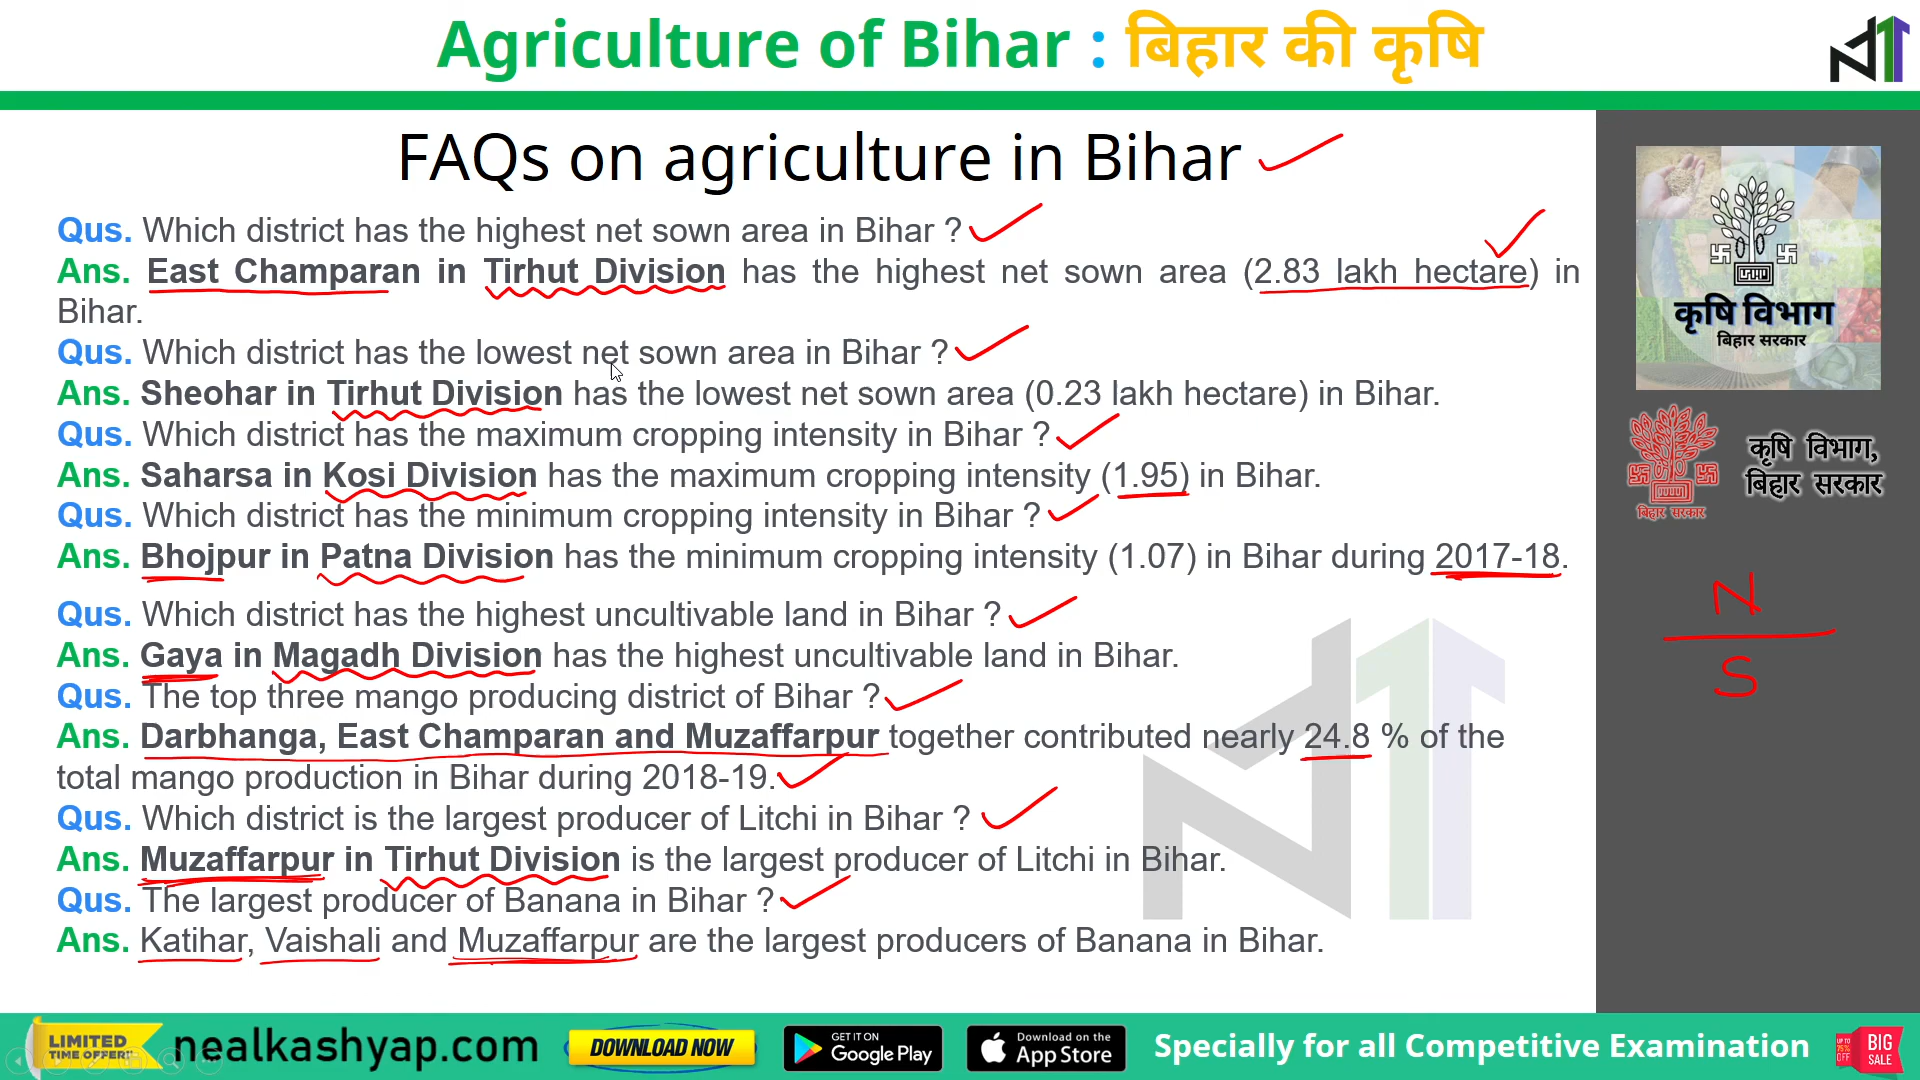 Agriculture of Bihar : बिहार की कृषि
FAQs on agriculture in Bihar
Qus. Which district has the highest net sown area in Bihar ?
Ans. East Champaran in Tirhut Division has the highest net sown area (2.83 lakh hectare) in
Bihar.
Qus. Which district has the lowest net sown area in Bihar ?
Ans. Sheohar in Tirhut Division has the lowest net sown area (0.23 lakh hectare) in Bihar.
Qus. Which district has the maximum cropping intensity in Bihar ?
Ans. Saharsa in Kosi Division has the maximum cropping intensity (1.95) in Bihar.
Qus. Which district has the minimum cropping intensity in Bihar ?
Ans. Bhojpur in Patna Division has the minimum cropping intensity (1.07) in Bihar during 2017-18.
Qus. Which district has the highest uncultivable land in Bihar ?
Ans. Gaya in Magadh Division has the highest uncultivable land in Bihar.
Qus. The top three mango producing district of Bihar ?
Ans. Darbhanga, East Champaran and Muzaffarpur together contributed nearly 24.8 % of the
total mango production in Bihar during 2018-19.
Qus. Which district is the largest producer of Litchi in Bihar ?
Ans. Muzaffarpur in Tirhut Division is the largest producer of Litchi in Bihar.
Qus. The largest producer of Banana in Bihar ?
Ans. Katihar, Vaishali and Muzaffarpur are the largest producers of Banana in Bihar.
कृषि विभाग
बिहार सरकार
कृषि विभाग,
बिहार सरकार
बिहार सरकार
N
S
LIMITED
TIME OFFER!
nealkashyap.com
DOWNLOAD NOW
GET IT ON
Google Play
Download on the
App Store
Specially for all Competitive Examination
UP TO
75%
OFF
BIG
SALE